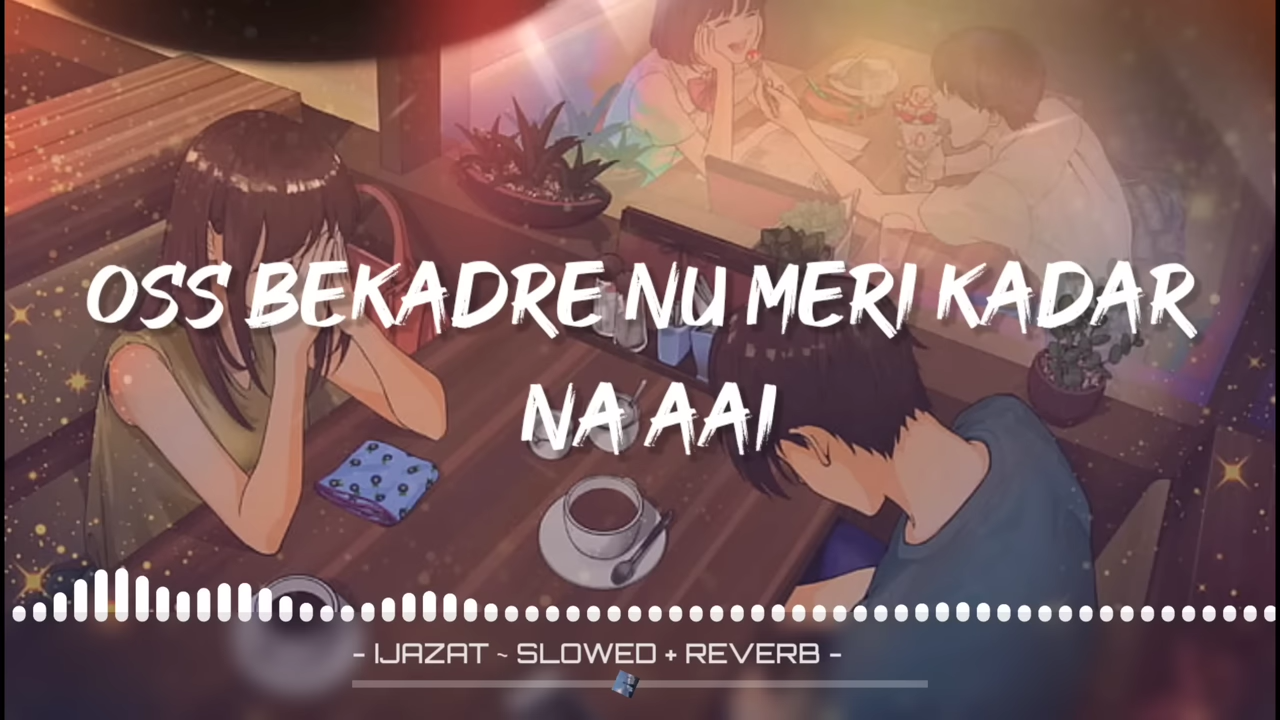 OSS BEKADRE NU MERI KADAR
NA AAI
- IJAZAT ~ SLOWED + REVERB -